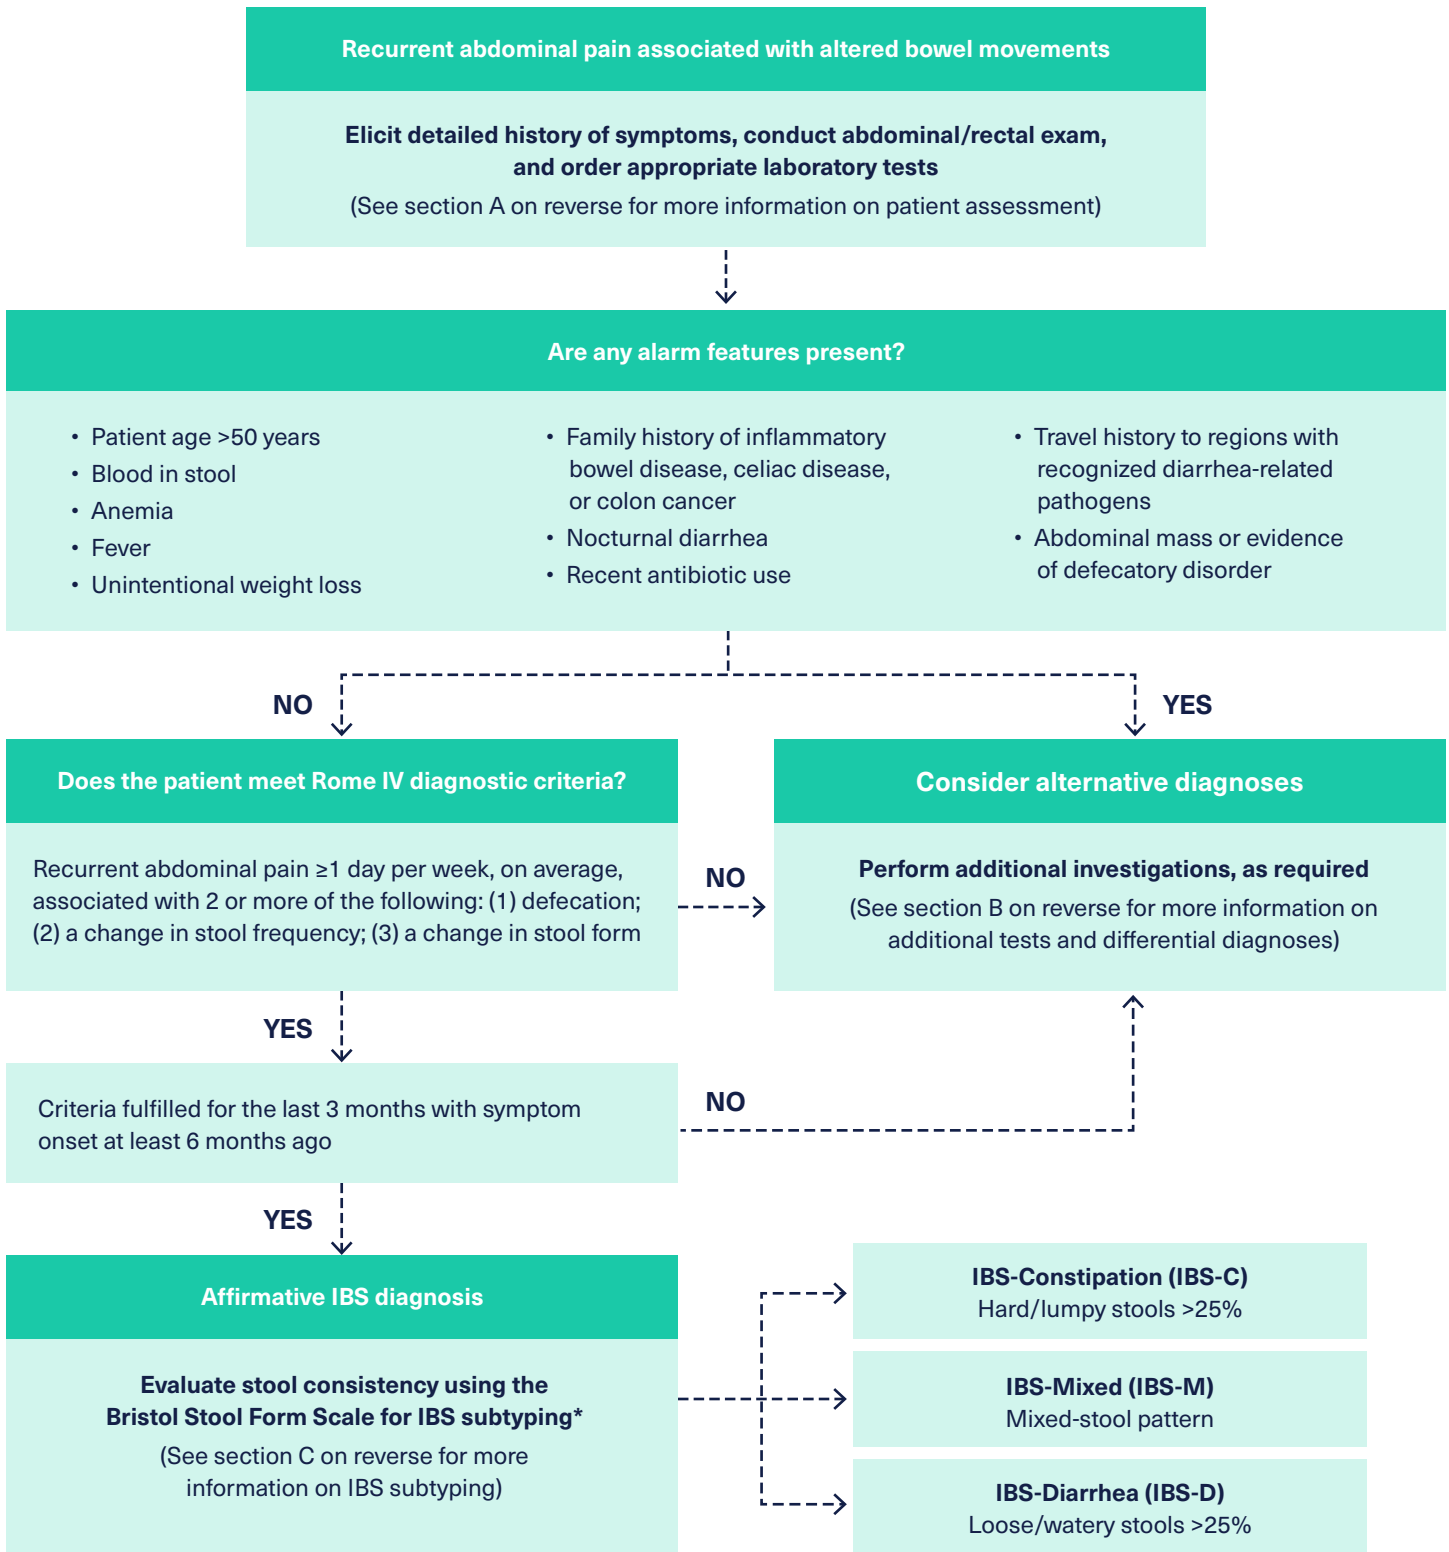 Recurrent abdominal pain associated with altered bowel movements
Elicit detailed history of symptoms, conduct abdominal/rectal exam,
and order appropriate laboratory tests
(See section A on reverse for more information on patient assessment)
Are any alarm features present?
• Patient age >50 years
• Blood in stool
• Anemia
• Fever
• Unintentional weight loss
• Family history of inflammatory
bowel disease, celiac disease,
or colon cancer
• Nocturnal diarrhea
• Recent antibiotic use
• Travel history to regions with
recognized diarrhea-related
pathogens
• Abdominal mass or evidence
of defecatory disorder
NO
YES
Does the patient meet Rome IV diagnostic criteria?
Recurrent abdominal pain ≥1 day per week, on average,
associated with 2 or more of the following: (1) defecation;
(2) a change in stool frequency; (3) a change in stool form
NO
Consider alternative diagnoses
Perform additional investigations, as required
(See section B on reverse for more information on
additional tests and differential diagnoses)
YES
Criteria fulfilled for the last 3 months with symptom
onset at least 6 months ago
NO
YES
Affirmative IBS diagnosis
Evaluate stool consistency using the
Bristol Stool Form Scale for IBS subtyping*
(See section C on reverse for more
information on IBS subtyping)
IBS-Constipation (IBS-C)
Hard/lumpy stools >25%
IBS-Mixed (IBS-M)
Mixed-stool pattern
IBS-Diarrhea (IBS-D)
Loose/watery stools >25%